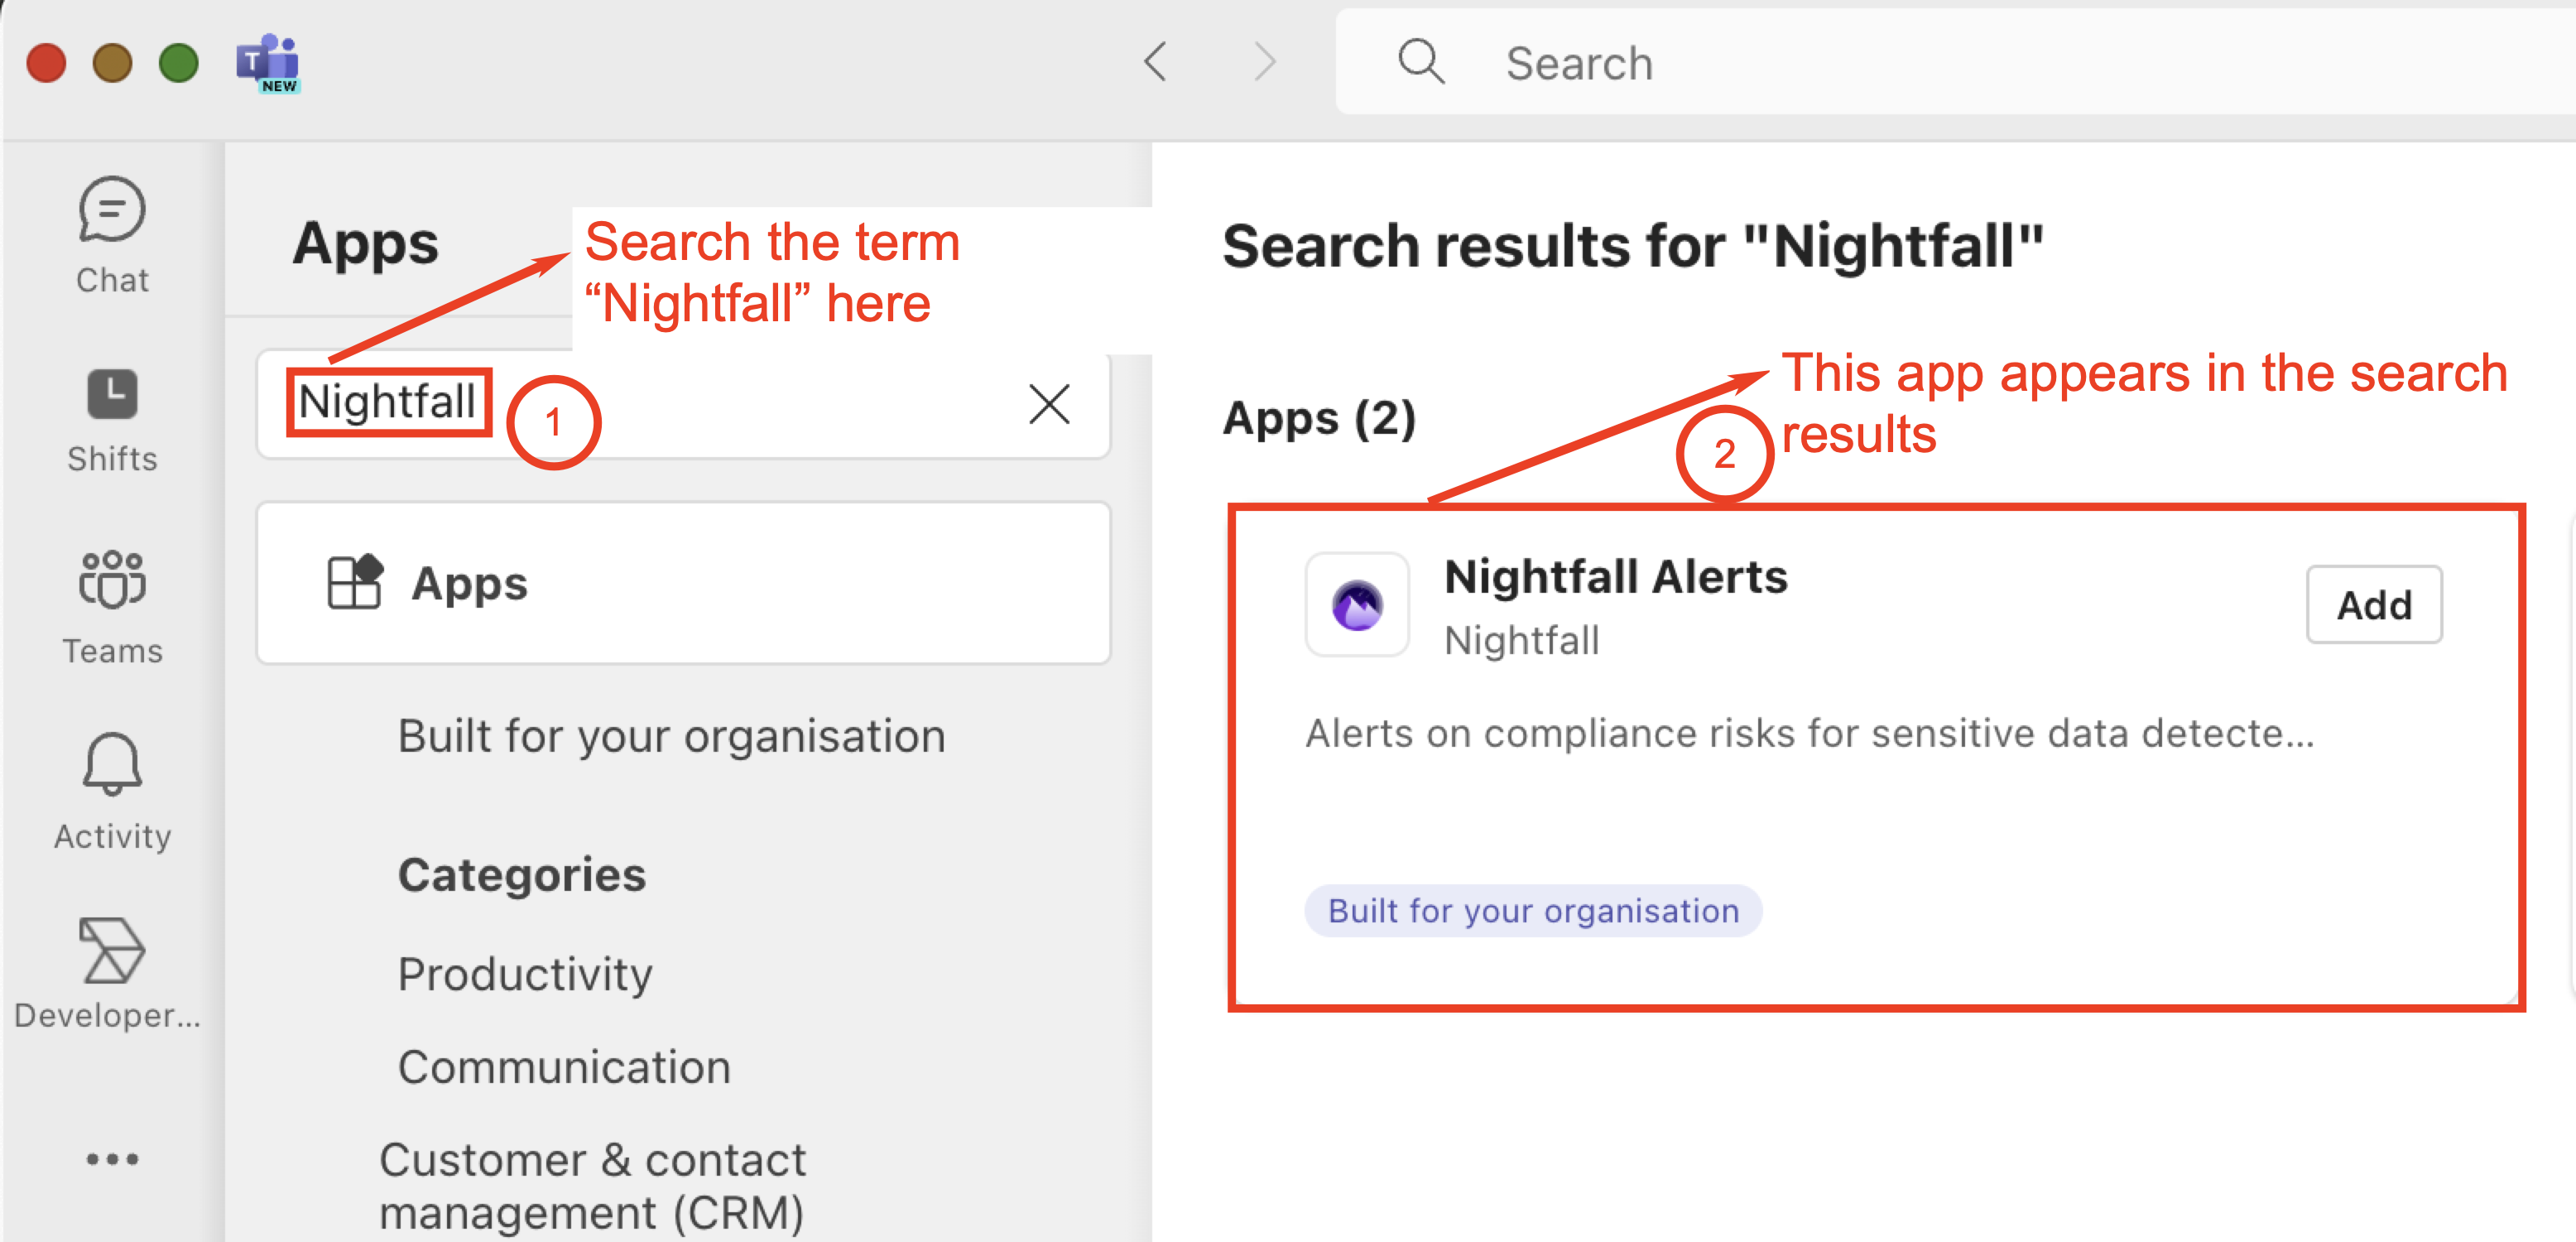 T
NEW
Search
Chat
Shifts
Teams
Activity
Developer...
Apps
Search the term
“Nightfall” here
Nightfall
1
Apps
Built for your organisation
Categories
Productivity
Communication
Customer & contact
management (CRM)
Search results for "Nightfall"
Apps (2)
This app appears in the search
results
2
Nightfall Alerts
Nightfall
Add
Alerts on compliance risks for sensitive data detecte...
Built for your organisation